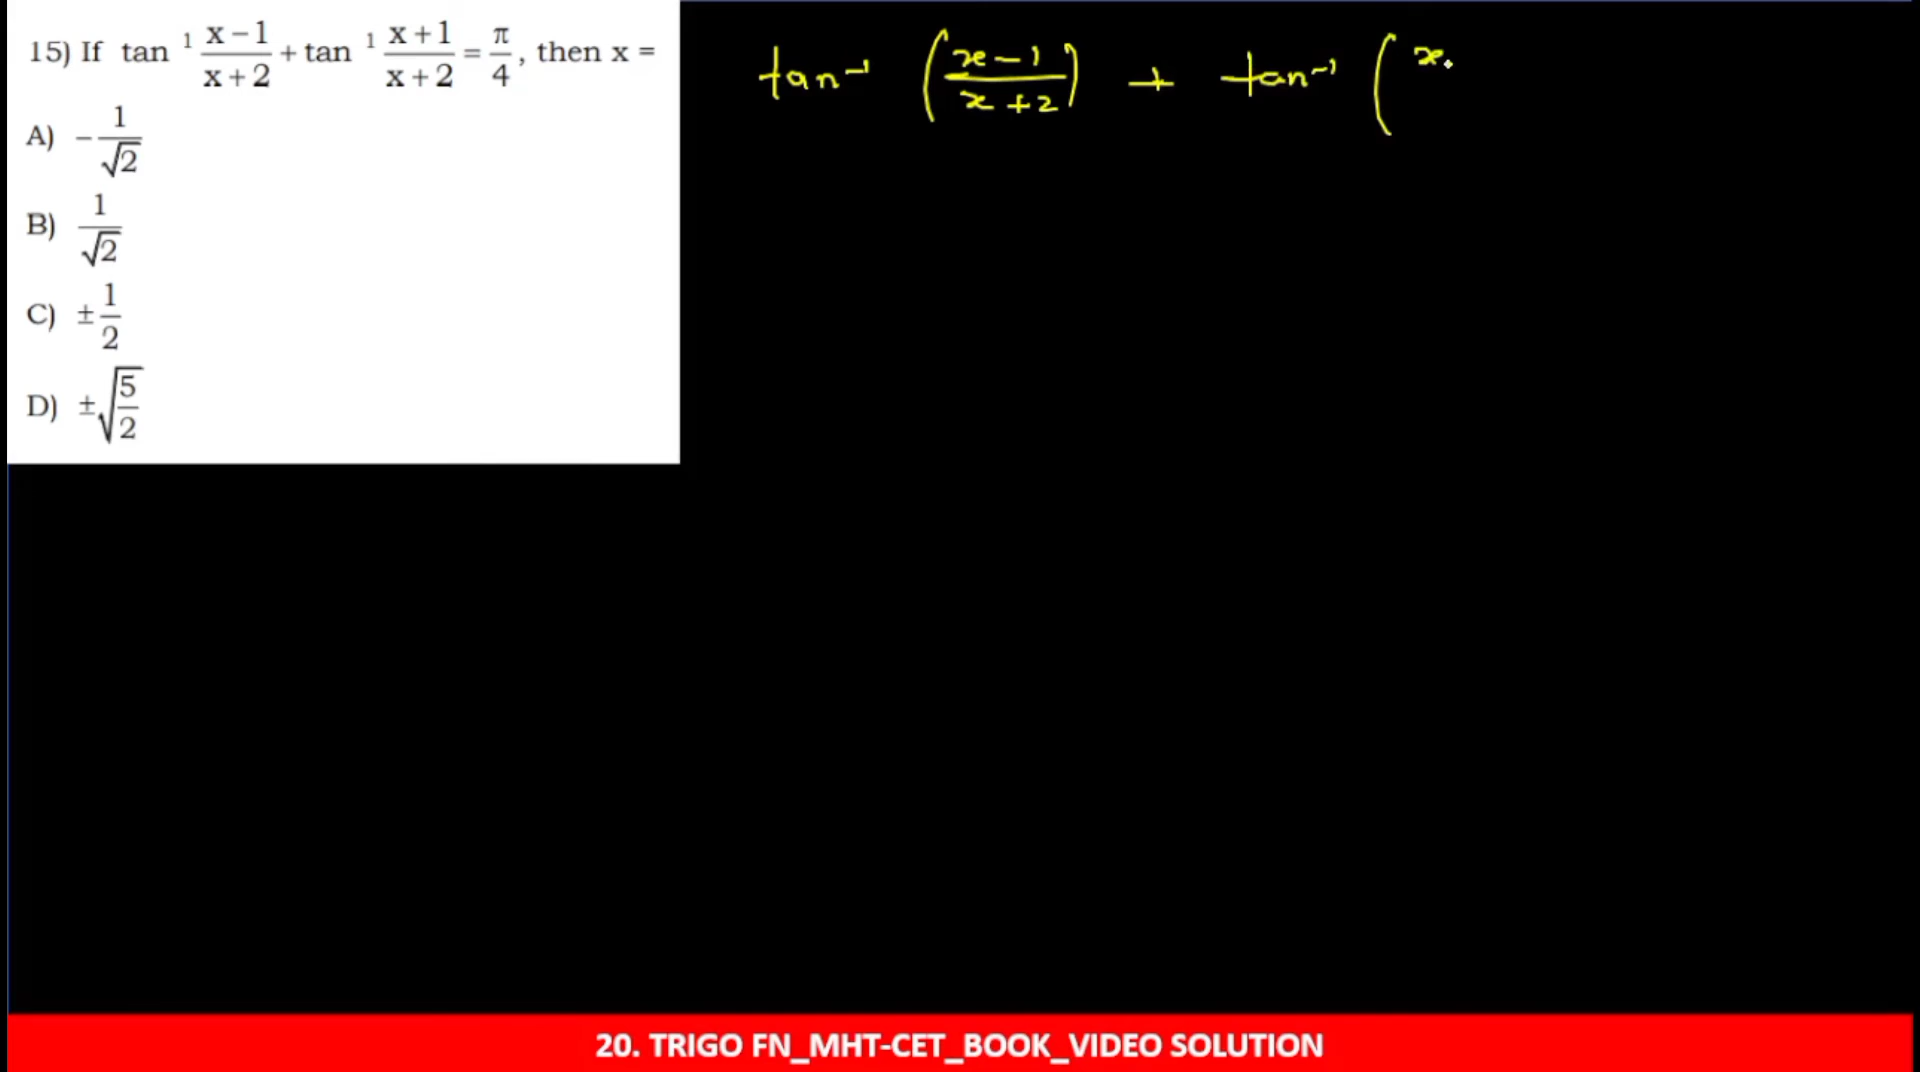 15) If tan ¹ x−1/x+2 + tan ¹ x+1/x+2 = π/4, then x =
A) −1/√2
B) 1/√2
C) ±1/2
D) ±√(5/2)
tan⁻¹ (x−1/x+2) + tan⁻¹ (x
20. TRIGO FN_MHT-CET_BOOK_VIDEO SOLUTION